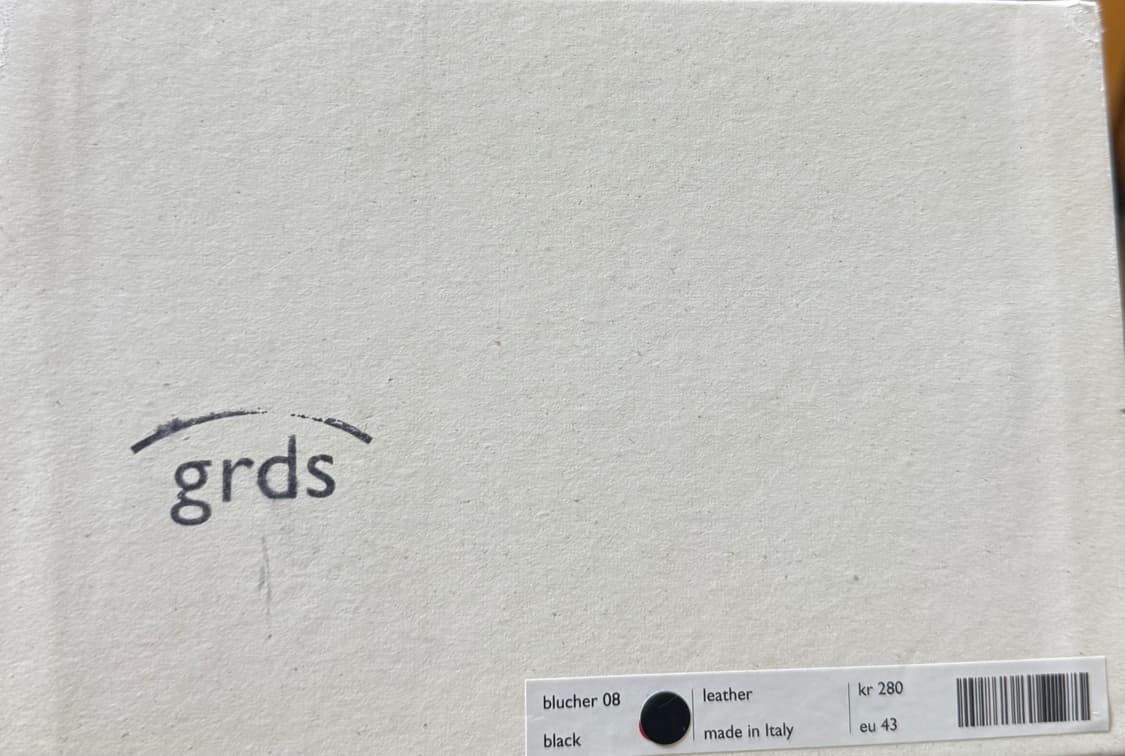 grds
blucher 08
black
leather
made in Italy
kr 280
eu 43